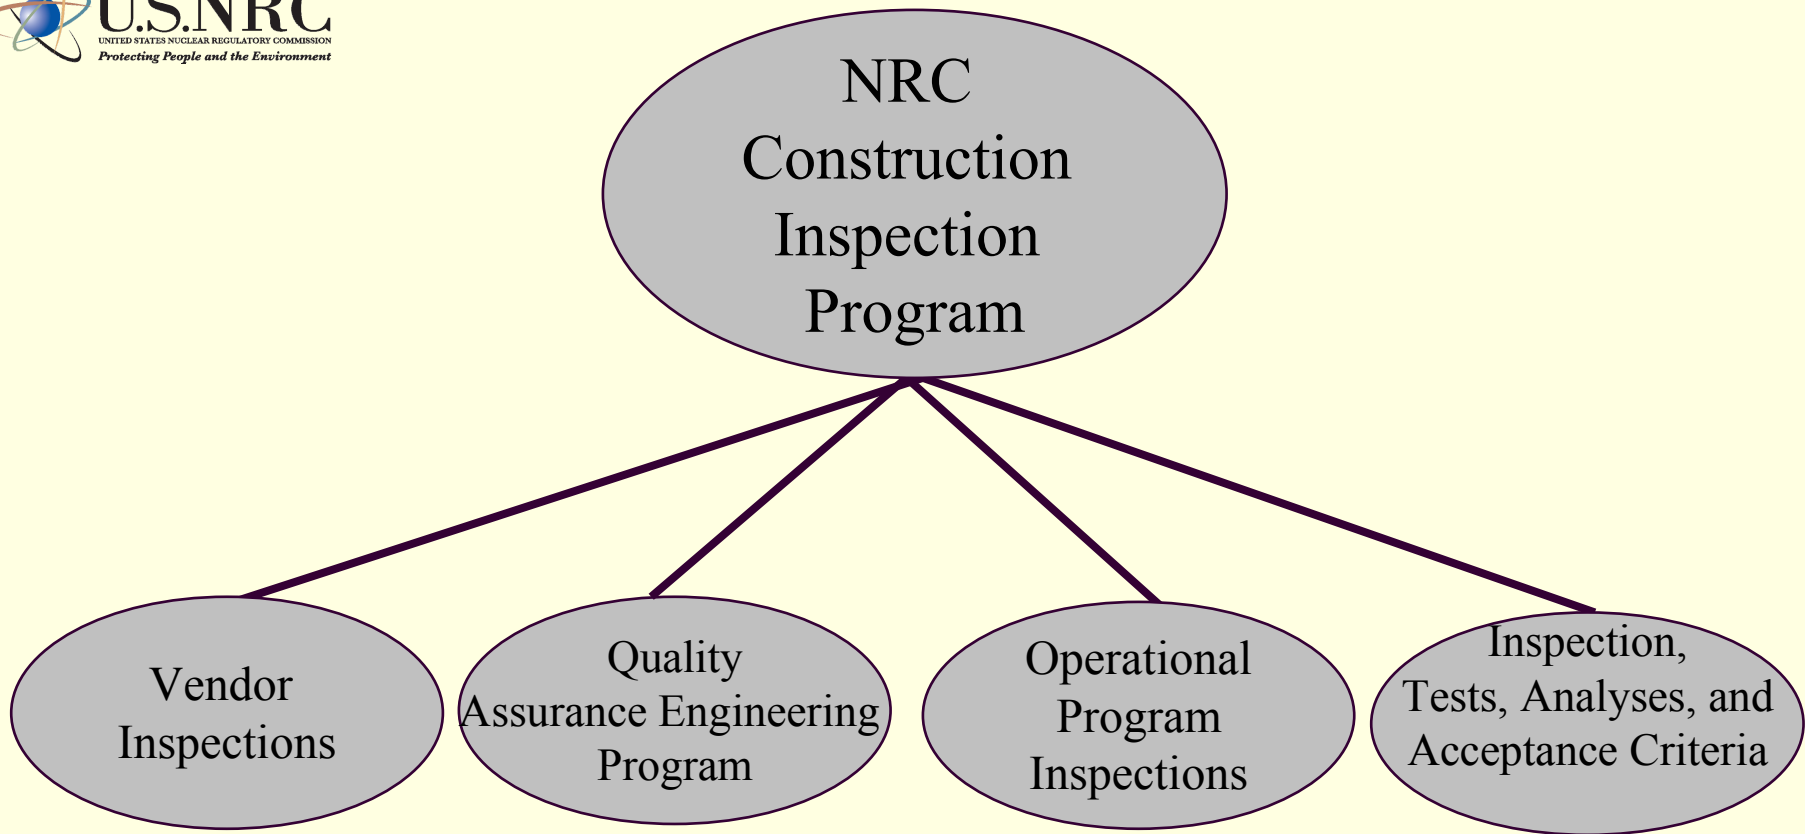 U.S.NRC
UNITED STATES NUCLEAR REGULATORY COMMISSION
Protecting People and the Environment
NRC
Construction
Inspection
Program
Vendor
Inspections
Quality
Assurance Engineering
Program
Operational
Program
Inspections
Inspection,
Tests, Analyses, and
Acceptance Criteria